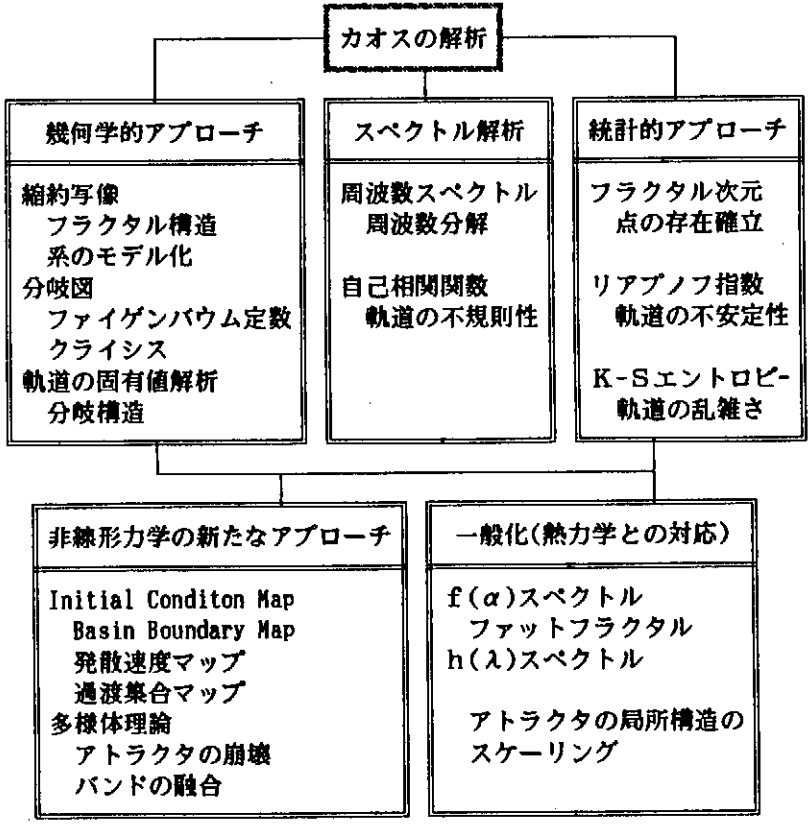 カオスの解析
幾何学的アプローチ
縮約写像
フラクタル構造
系のモデル化
分岐図
ファイゲンバウム定数
クライシス
軌道の固有値解析
分岐構造
スペクトル解析
周波数スペクトル
周波数分解
自己相関関数
軌道の不規則性
統計的アプローチ
フラクタル次元
点の存在確立
リアプノフ指数
軌道の不安定性
K-Sエントロピー
軌道の乱雑さ
非線形力学の新たなアプローチ
Initial Conditon Map
Basin Boundary Map
発散速度マップ
過渡集合マップ
多様体理論
アトラクタの崩壊
バンドの融合
一般化(熱力学との対応)
f(α)スペクトル
ファットフラクタル
h(λ)スペクトル
アトラクタの局所構造の
スケーリング